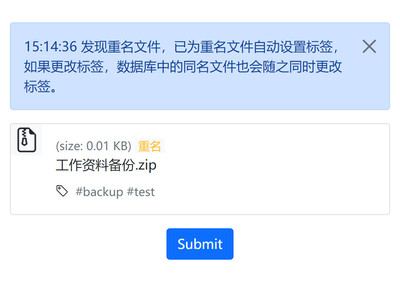 15:14:36 发现重名文件，已为重名文件自动设置标签，
如果更改标签，数据库中的同名文件也会随之同时更改
标签。
(size: 0.01 KB) 重名
工作资料备份.zip
#backup #test
Submit